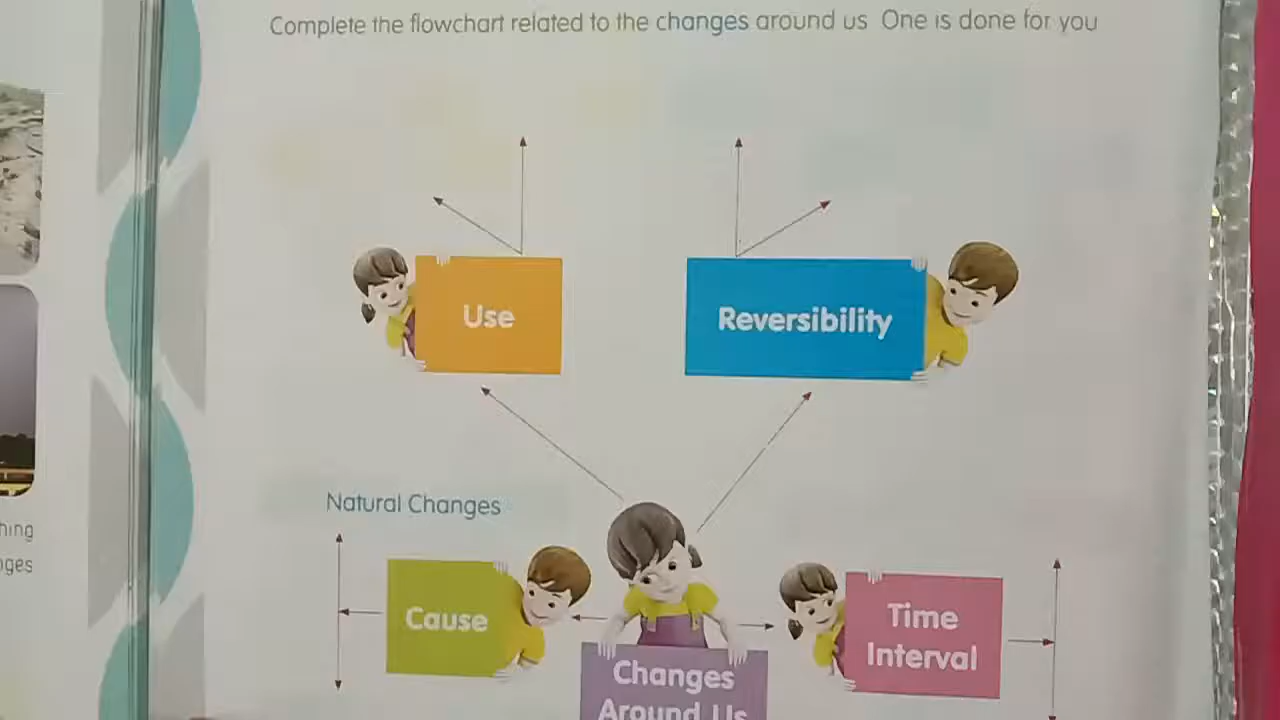 Complete the flowchart related to the changes around us One is done for you
Use
Reversibility
Natural Changes
Cause
Time
Interval
Changes
Around Us
hing
ges